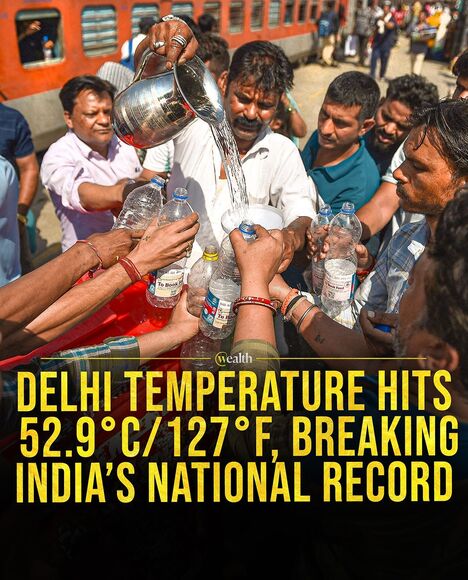 wealth
DELHI TEMPERATURE HITS
52.9°C/127°F, BREAKING
INDIA'S NATIONAL RECORD